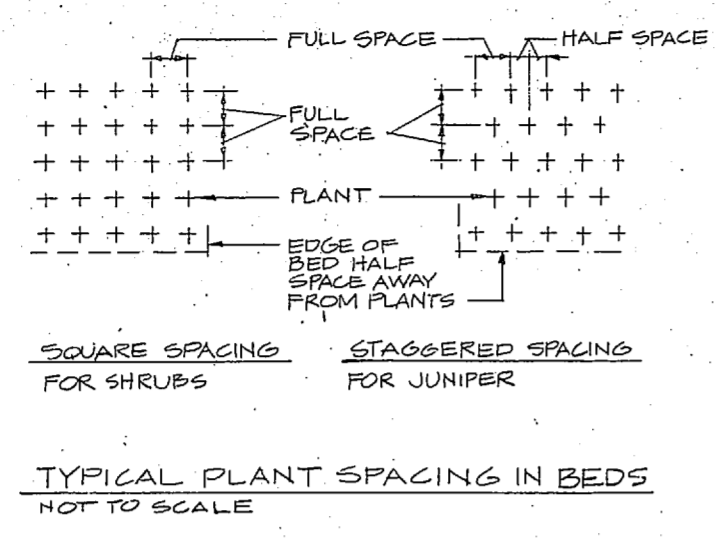 FULL SPACE
HALF SPACE
FULL
SPACE
PLANT
EDGE OF
BED HALF
SPACE AWAY
FROM PLANTS
SQUARE SPACING
FOR SHRUBS
STAGGERED SPACING
FOR JUNIPER
TYPICAL PLANT SPACING IN BEDS
NOT TO SCALE